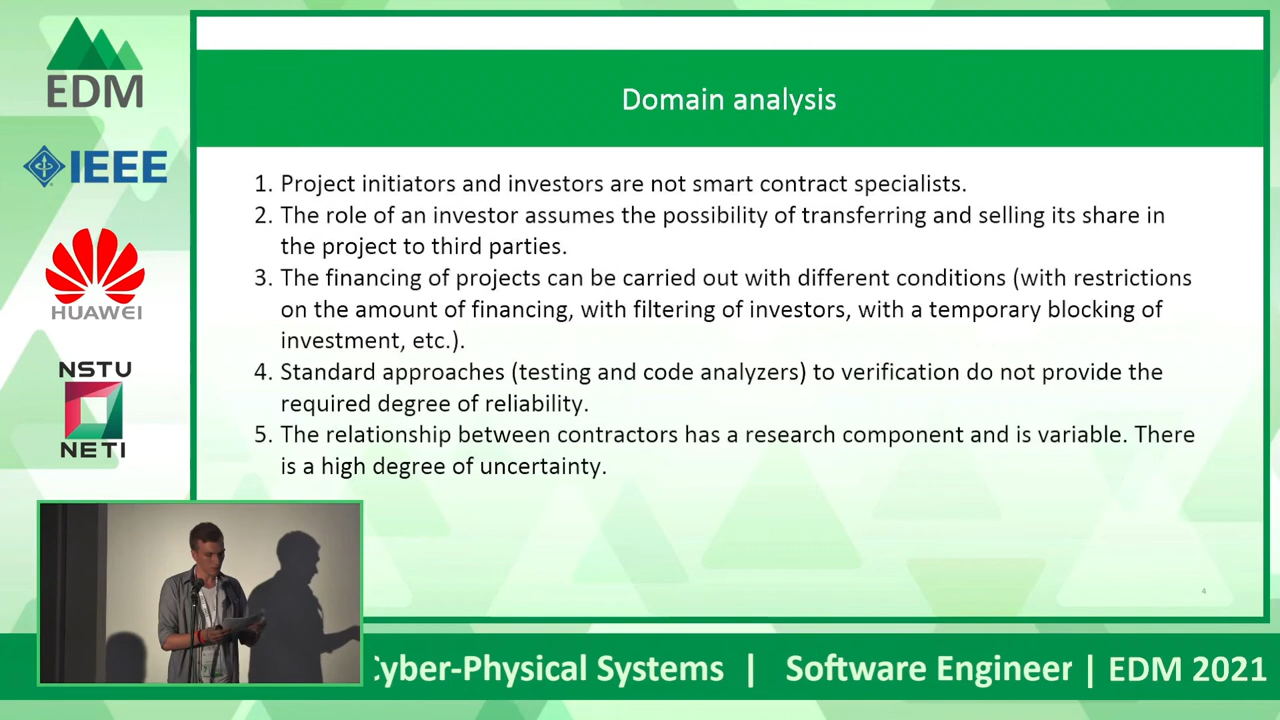 EDM
IEEE
HUAWEI
NSTU
NETI
Domain analysis
1. Project initiators and investors are not smart contract specialists.
2. The role of an investor assumes the possibility of transferring and selling its share in
the project to third parties.
3. The financing of projects can be carried out with different conditions (with restrictions
on the amount of financing, with filtering of investors, with a temporary blocking of
investment, etc.).
4. Standard approaches (testing and code analyzers) to verification do not provide the
required degree of reliability.
5. The relationship between contractors has a research component and is variable. There
is a high degree of uncertainty.
4
Cyber-Physical Systems | Software Engineer | EDM 2021